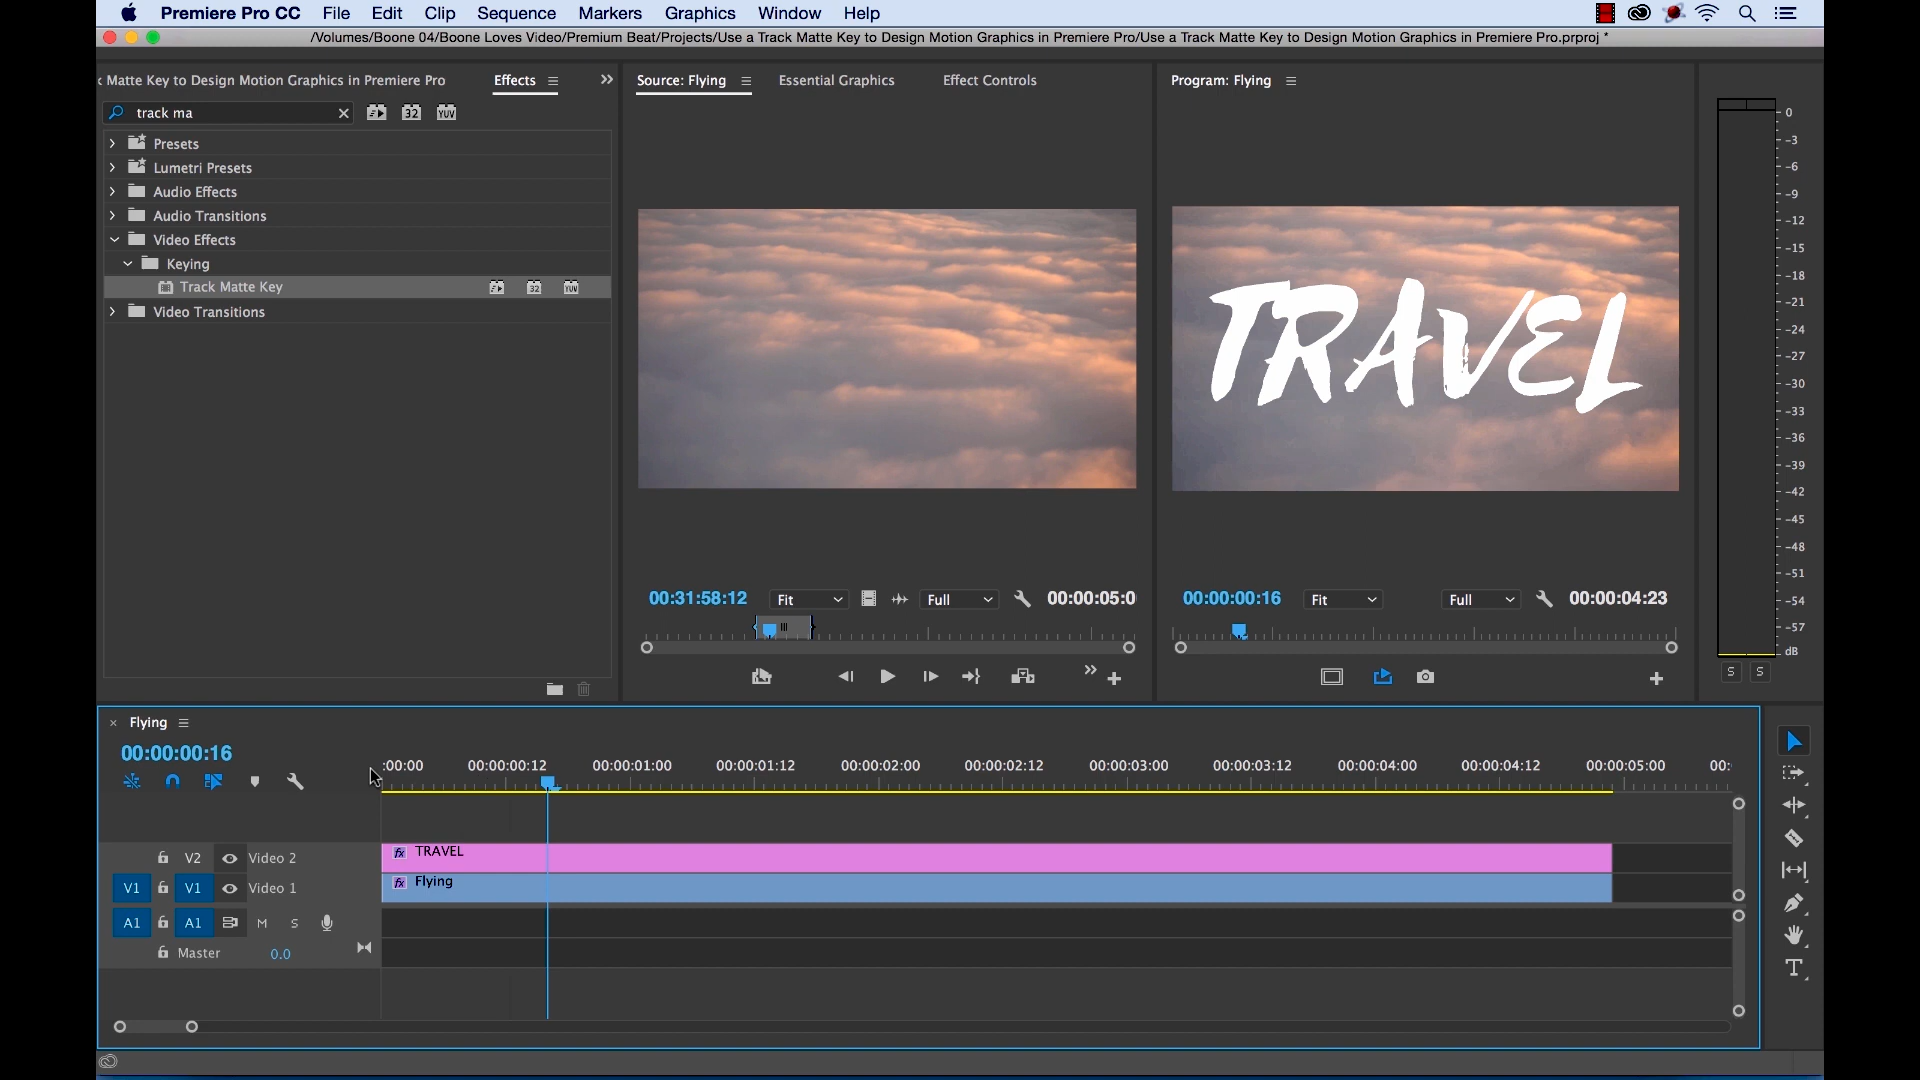 Premiere Pro CC File Edit Clip Sequence Markers Graphics Window Help
/Volumes/Boone 04/Boone Loves Video/Premium Beat/Projects/Use a Track Matte Key to Design Motion Graphics in Premiere Pro/Use a Track Matte Key to Design Motion Graphics in Premiere Pro.prproj *
Matte Key to Design Motion Graphics in Premiere Pro Effects
Source: Flying Essential Graphics Effect Controls
Program: Flying
track ma 32 YUV
Presets
Lumetri Presets
Audio Effects
Audio Transitions
Video Effects
Keying
Track Matte Key 32 YUV
Video Transitions
TRAVEL
0
-3
-6
-9
-12
-15
-18
-21
-24
-27
-30
-33
-36
-39
-42
-45
-48
-51
-54
-57
dB
S S
00:31:58:12 Fit Full 00:00:05:0
00:00:00:16 Fit Full 00:00:04:23
Flying
00:00:00:16
:00:00 00:00:00:12 00:00:01:00 00:00:01:12 00:00:02:00 00:00:02:12 00:00:03:00 00:00:03:12 00:00:04:00 00:00:04:12 00:00:05:00 00:
V2 Video 2 fx TRAVEL
V1 V1 Video 1 fx Flying
A1 A1 M S
Master 0.0